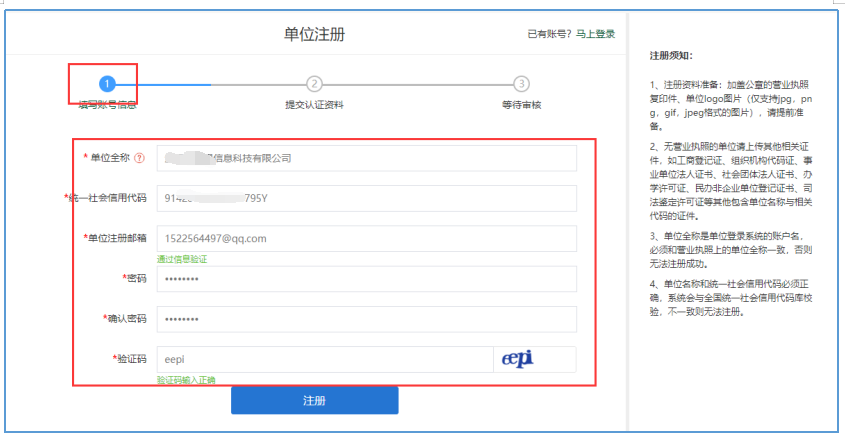 单位注册
已有账号？马上登录
1
2
3
填写账号信息
提交认证资料
等待审核
* 单位全称 ?
信息科技有限公司
*统一社会信用代码
9142 795Y
*单位注册邮箱
1522564497@qq.com
通过信息验证
*密码
••••••••
*确认密码
••••••••
*验证码
eepi
eepi
验证码输入正确
注册
注册须知：
1、注册资料准备：加盖公章的营业执照
复印件、单位logo图片（仅支持jpg，pn
g，gif，jpeg格式的图片），请提前准
备。
2、无营业执照的单位请上传其他相关证
件，如工商登记证、组织机构代码证、事
业单位法人证书、社会团体法人证书、办
学许可证、民办非企业单位登记证书、司
法鉴定许可证等其他包含单位名称与相关
代码的证件。
3、单位全称是单位登录系统的账户名，
必须和营业执照上的单位全称一致，否则
无法注册成功。
4、单位名称和统一社会信用代码必须正
确，系统会与全国统一社会信用代码库校
验，不一致则无法注册。